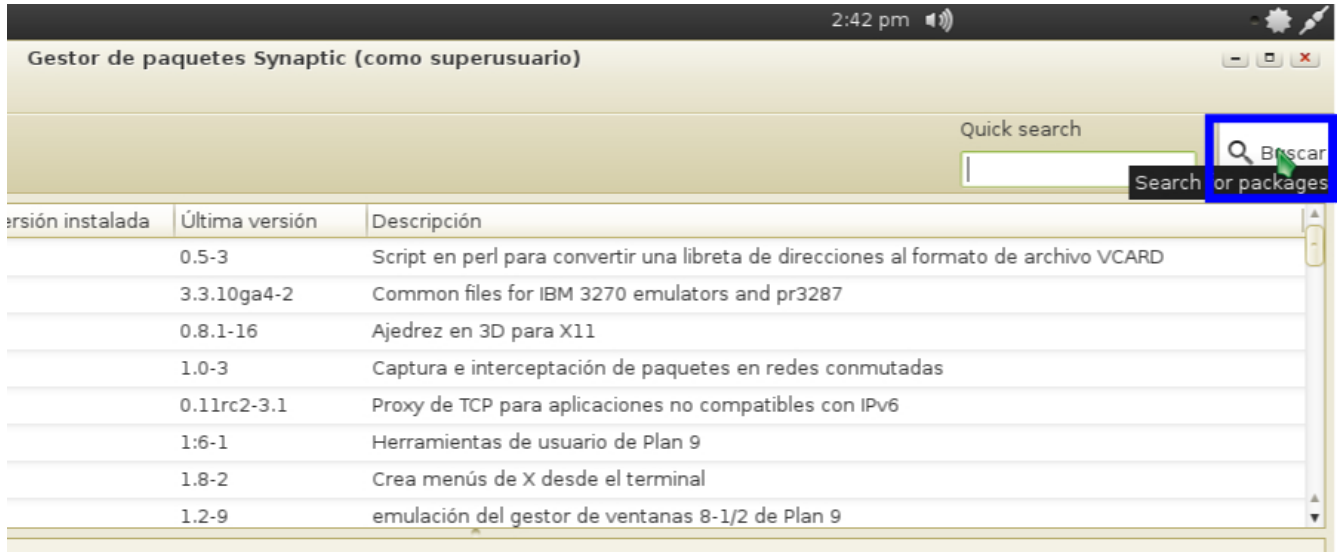 2:42 pm
Gestor de paquetes Synaptic (como superusuario)
Quick search
Buscar
Search or packages
ersión instalada Última versión Descripción
0.5-3 Script en perl para convertir una libreta de direcciones al formato de archivo VCARD
3.3.10ga4-2 Common files for IBM 3270 emulators and pr3287
0.8.1-16 Ajedrez en 3D para X11
1.0-3 Captura e interceptación de paquetes en redes conmutadas
0.11rc2-3.1 Proxy de TCP para aplicaciones no compatibles con IPv6
1:6-1 Herramientas de usuario de Plan 9
1.8-2 Crea menús de X desde el terminal
1.2-9 emulación del gestor de ventanas 8-1/2 de Plan 9